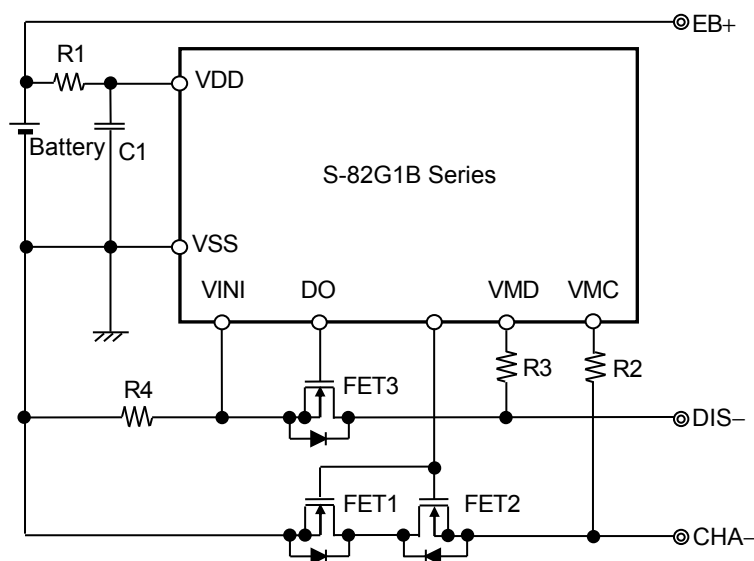 EB+
R1
VDD
Battery
C1
S-82G1B Series
VSS
VINI
DO
VMD
VMC
R3
R2
R4
FET3
DIS−
FET1
FET2
CHA−